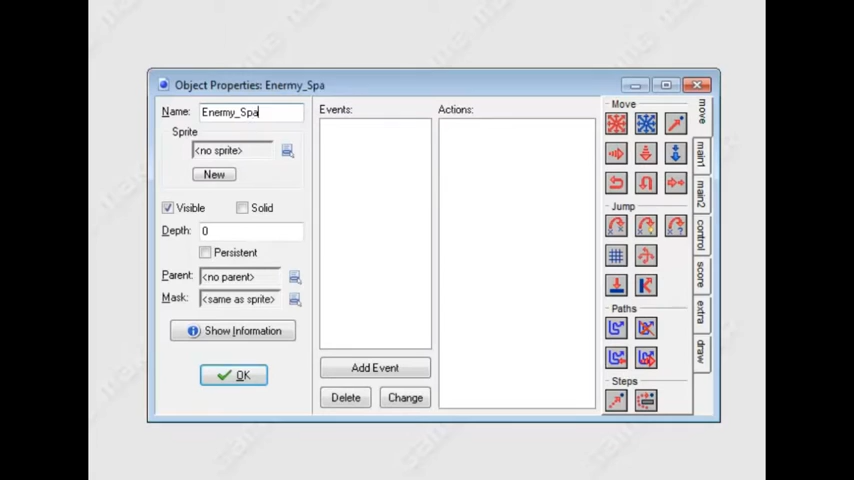 Object Properties: Enermy_Spa
Name: Enermy_Spa
Sprite
<no sprite>
New
Visible
Solid
Depth: 0
Persistent
Parent: <no parent>
Mask: <same as sprite>
Show Information
OK
Events:
Add Event
Delete
Change
Actions:
Move
Jump
Paths
Steps
move
main1
main2
control
score
extra
draw